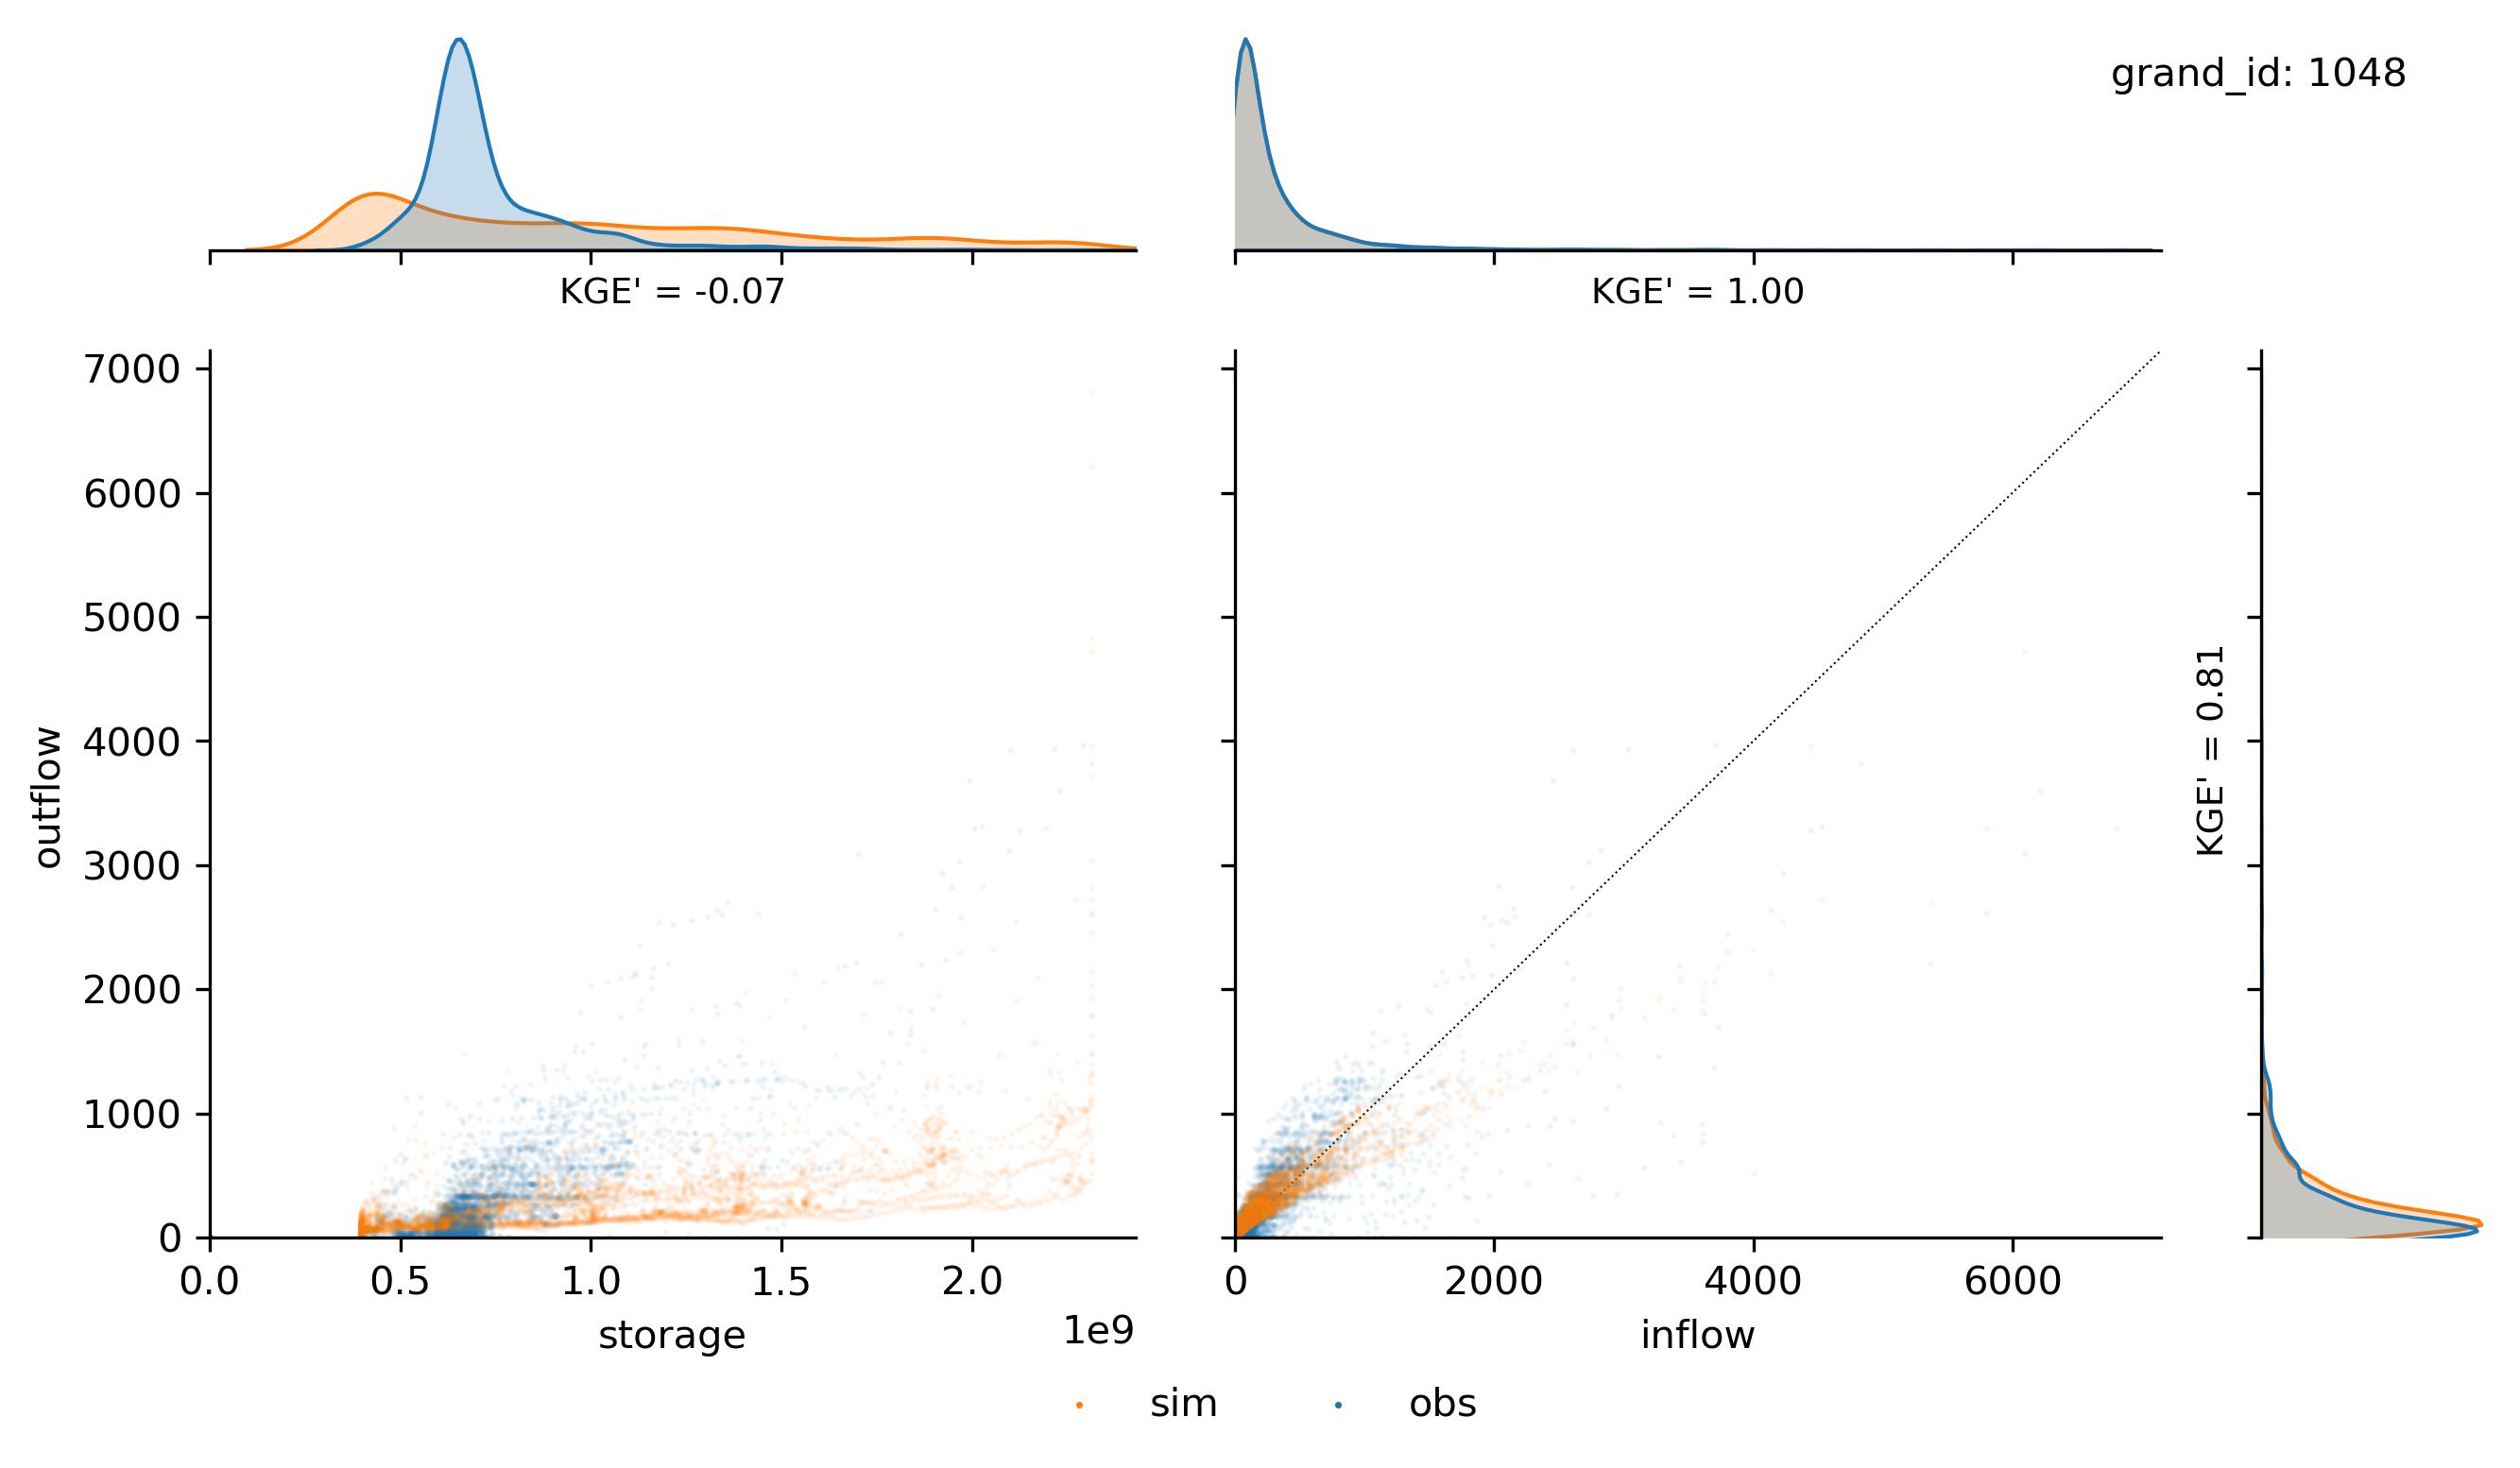 grand_id: 1048
KGE' = -0.07
KGE' = 1.00
7000
6000
5000
4000
3000
2000
1000
0
outflow
KGE' = 0.81
0.0 0.5 1.0 1.5 2.0
1e9
storage
0 2000 4000 6000
inflow
sim obs